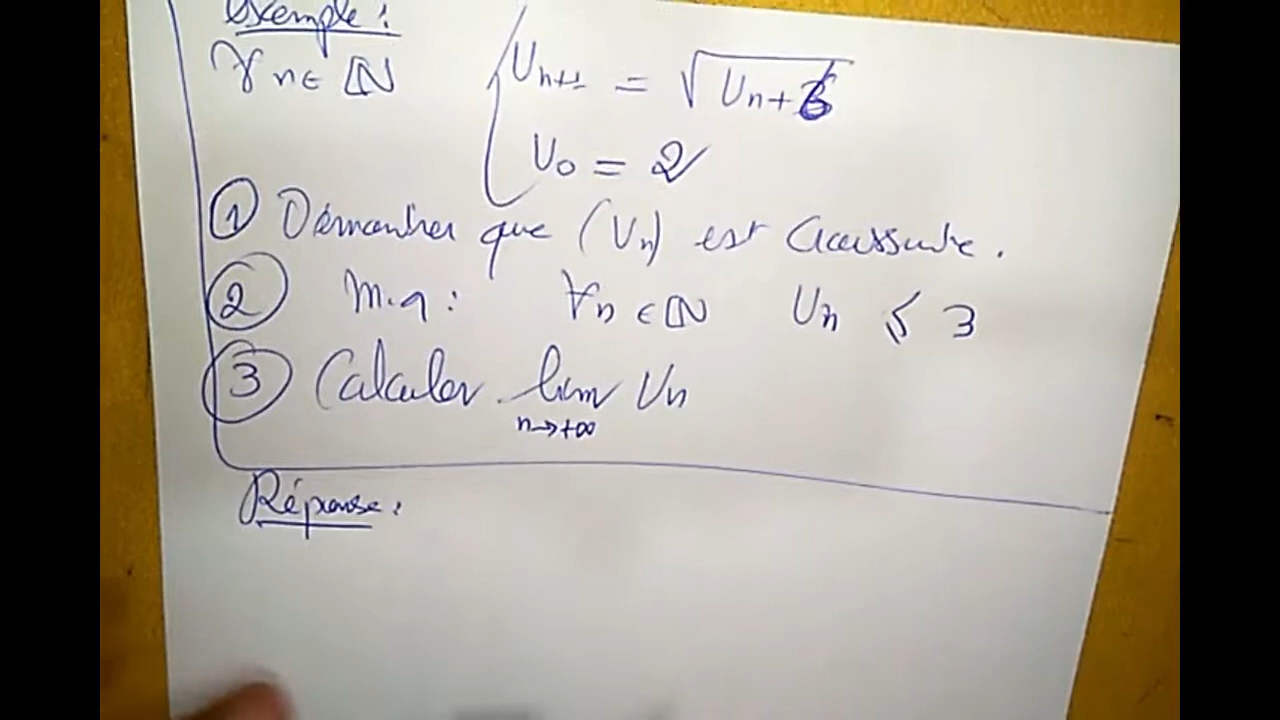 exemple :
∀ n ∈ ℕ { Uₙ₊₁ = √(Uₙ + 6)
U₀ = 2
① Démontrer que (Uₙ) est croissante.
② m.q : ∀n ∈ ℕ Uₙ ≤ 3
③ Calculer lim Uₙ
n→+∞
Réponse :